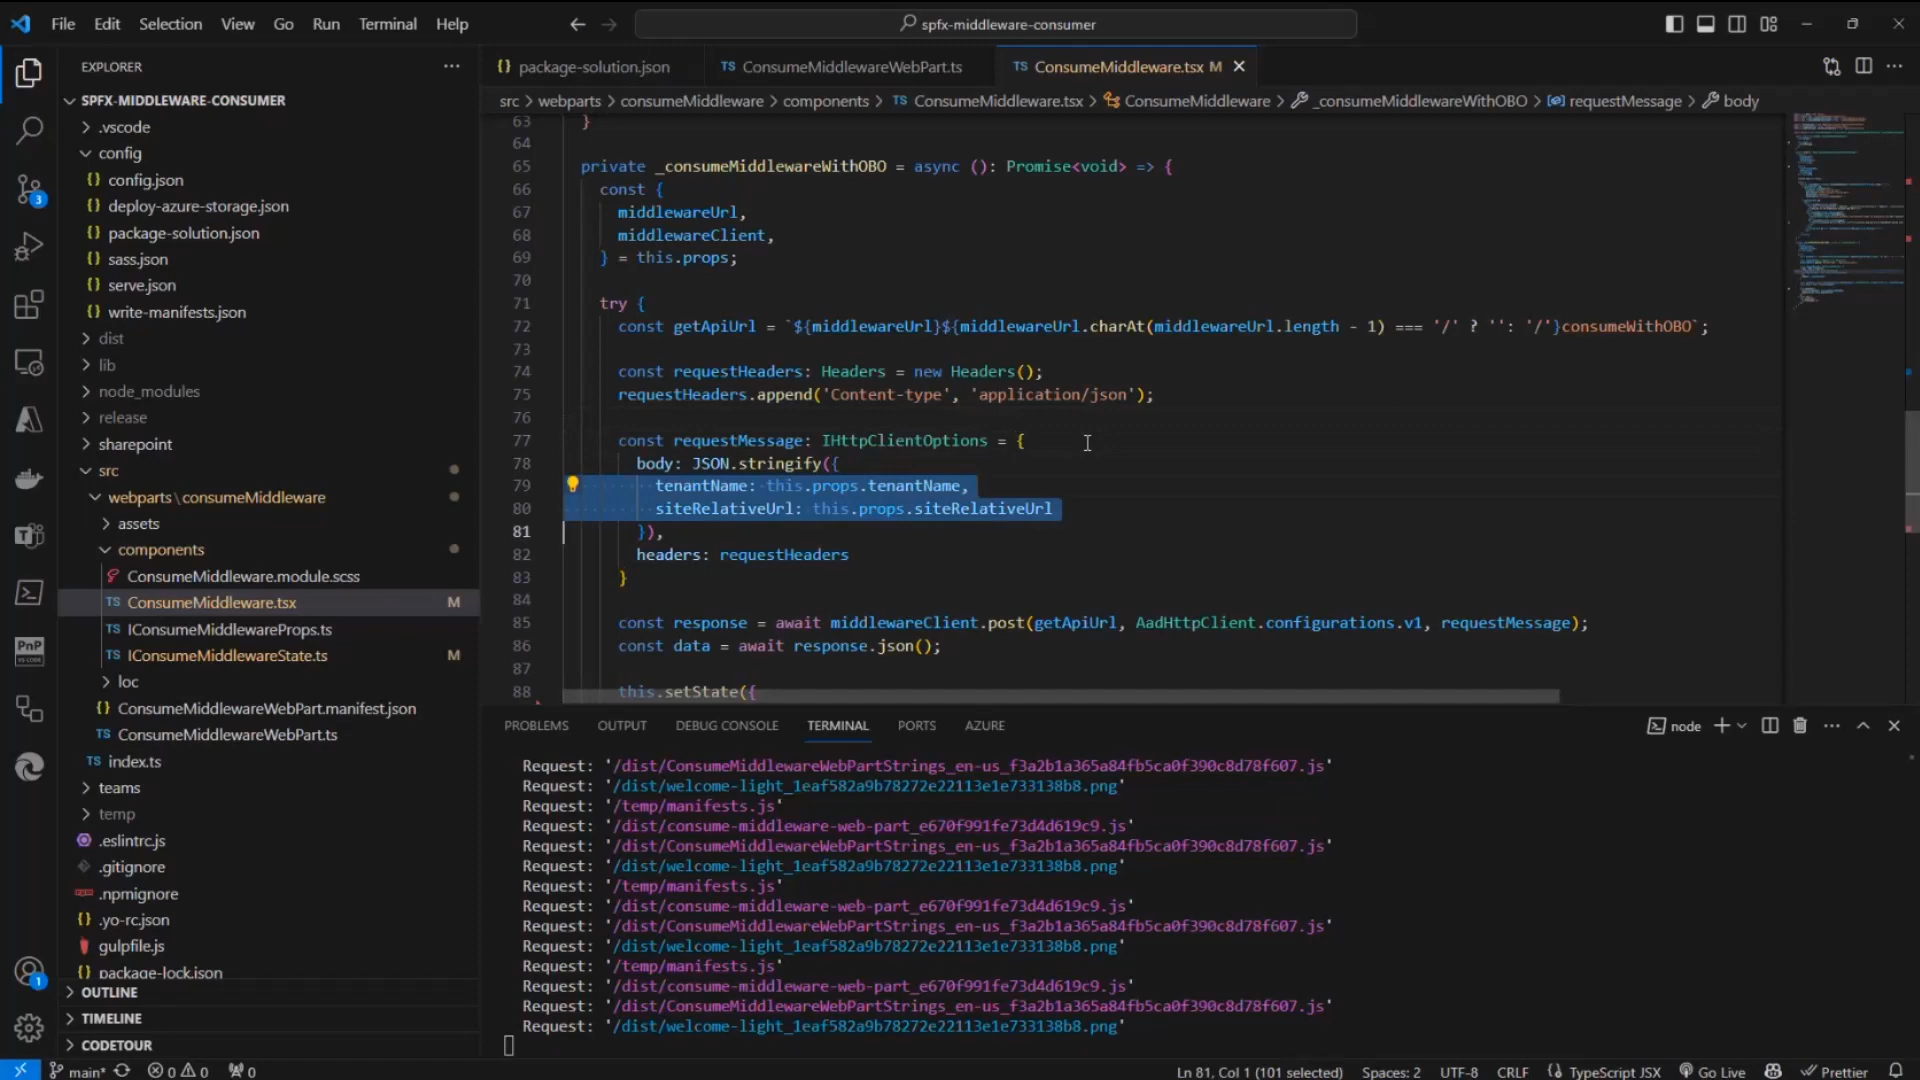 File Edit Selection View Go Run Terminal Help
spfx-middleware-consumer
EXPLORER
SPFX-MIDDLEWARE-CONSUMER
.vscode
config
{} config.json
{} deploy-azure-storage.json
{} package-solution.json
{} sass.json
{} serve.json
{} write-manifests.json
dist
lib
node_modules
release
sharepoint
src
webparts\consumeMiddleware
assets
components
ConsumeMiddleware.module.scss
TS ConsumeMiddleware.tsx M
TS IConsumeMiddlewareProps.ts
TS IConsumeMiddlewareState.ts M
loc
{} ConsumeMiddlewareWebPart.manifest.json
TS ConsumeMiddlewareWebPart.ts
TS index.ts
teams
temp
.eslintrc.js
.gitignore
.npmignore
{} .yo-rc.json
gulpfile.js
{} package-lock.json
OUTLINE
TIMELINE
CODETOUR
3
PnP
VS CODE
1
{} package-solution.json
TS ConsumeMiddlewareWebPart.ts
TS ConsumeMiddleware.tsx M
src > webparts > consumeMiddleware > components > TS ConsumeMiddleware.tsx > ConsumeMiddleware > _consumeMiddlewareWithOBO > requestMessage > body
63 }
64
65 private _consumeMiddlewareWithOBO = async (): Promise<void> => {
66 const {
67 middlewareUrl,
68 middlewareClient,
69 } = this.props;
70
71 try {
72 const getApiUrl = `${middlewareUrl}${middlewareUrl.charAt(middlewareUrl.length - 1) === '/' ? '': '/'}consumeWithOBO`;
73
74 const requestHeaders: Headers = new Headers();
75 requestHeaders.append('Content-type', 'application/json');
76
77 const requestMessage: IHttpClientOptions = {
78 body: JSON.stringify({
79 tenantName: this.props.tenantName,
80 siteRelativeUrl: this.props.siteRelativeUrl
81 }),
82 headers: requestHeaders
83 }
84
85 const response = await middlewareClient.post(getApiUrl, AadHttpClient.configurations.v1, requestMessage);
86 const data = await response.json();
87
88 this.setState({
PROBLEMS OUTPUT DEBUG CONSOLE TERMINAL PORTS AZURE
node
Request: '/dist/ConsumeMiddlewareWebPartStrings_en-us_f3a2b1a365a84fb5ca0f390c8d78f607.js'
Request: '/dist/welcome-light_1eaf582a9b78272e22113e1e733138b8.png'
Request: '/temp/manifests.js'
Request: '/dist/consume-middleware-web-part_e670f991fe73d4d619c9.js'
Request: '/dist/ConsumeMiddlewareWebPartStrings_en-us_f3a2b1a365a84fb5ca0f390c8d78f607.js'
Request: '/dist/welcome-light_1eaf582a9b78272e22113e1e733138b8.png'
Request: '/temp/manifests.js'
Request: '/dist/consume-middleware-web-part_e670f991fe73d4d619c9.js'
Request: '/dist/ConsumeMiddlewareWebPartStrings_en-us_f3a2b1a365a84fb5ca0f390c8d78f607.js'
Request: '/dist/welcome-light_1eaf582a9b78272e22113e1e733138b8.png'
Request: '/temp/manifests.js'
Request: '/dist/consume-middleware-web-part_e670f991fe73d4d619c9.js'
Request: '/dist/ConsumeMiddlewareWebPartStrings_en-us_f3a2b1a365a84fb5ca0f390c8d78f607.js'
Request: '/dist/welcome-light_1eaf582a9b78272e22113e1e733138b8.png'
main* 0 0 0 Ln 81, Col 1 (101 selected) Spaces: 2 UTF-8 CRLF {} TypeScript JSX Go Live Prettier